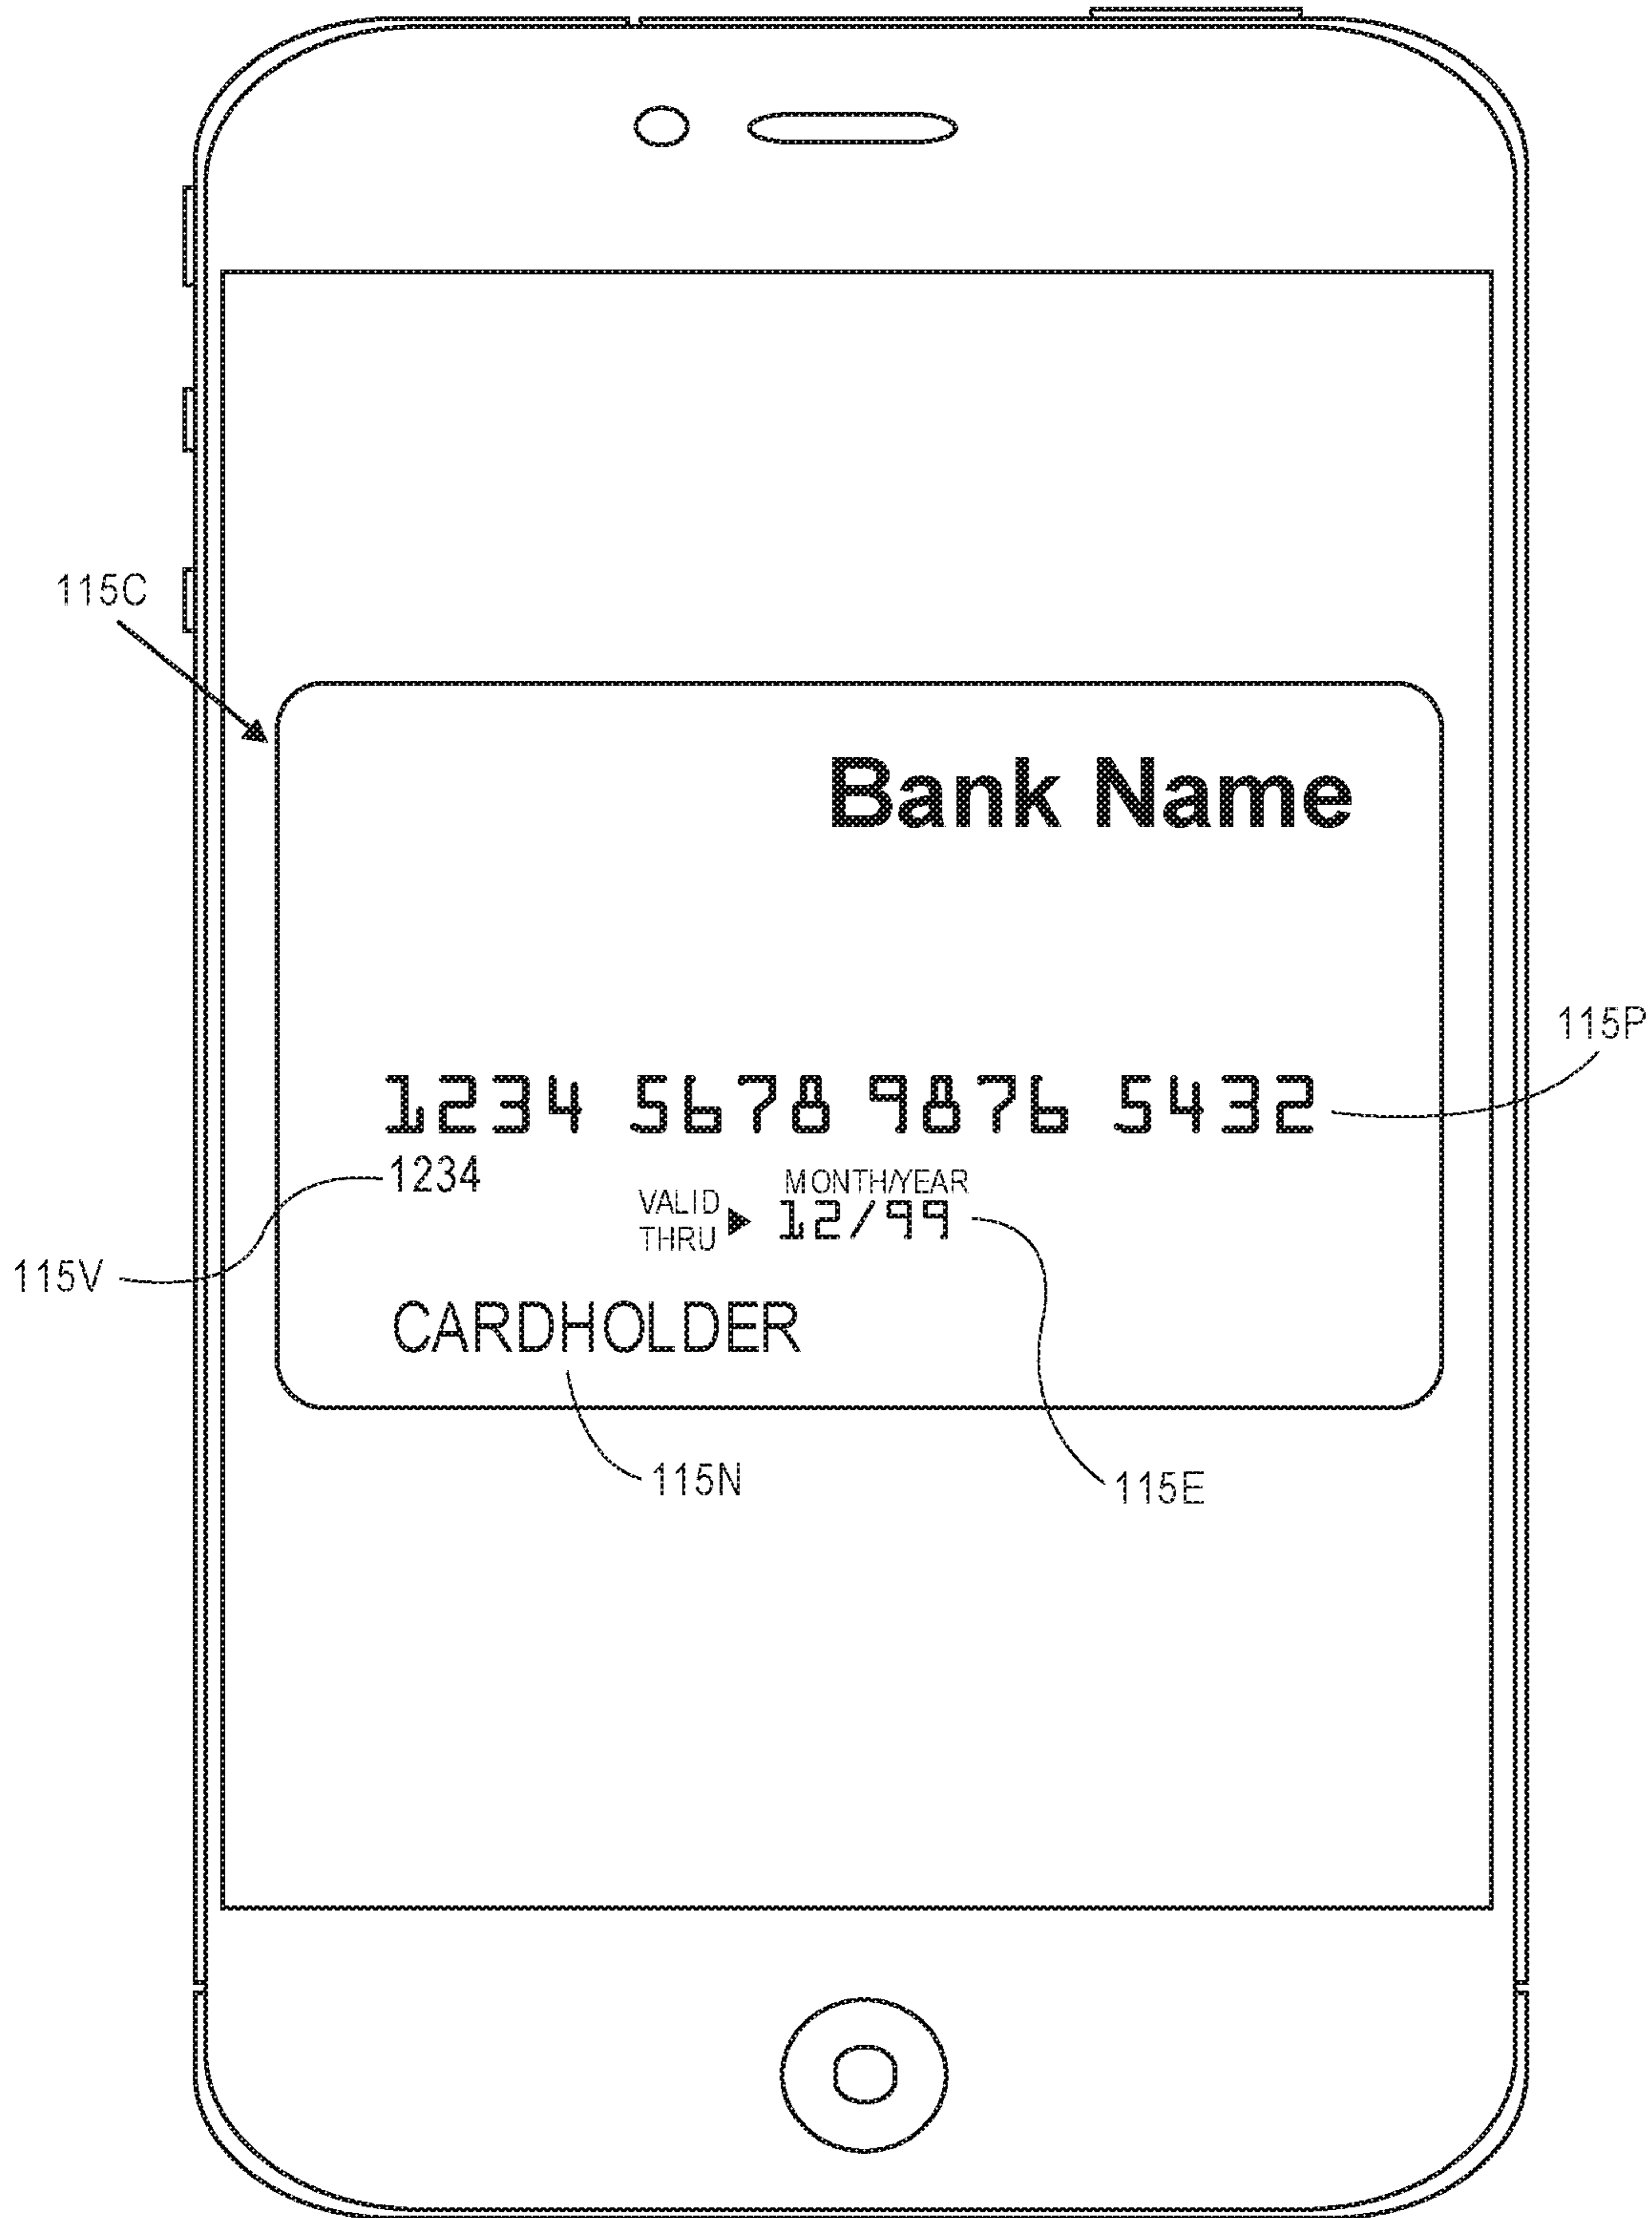 115C
Bank Name
115P
1234 5678 9876 5432
1234
MONTH/YEAR
VALID
THRU
12/99
115V
CARDHOLDER
115N
115E